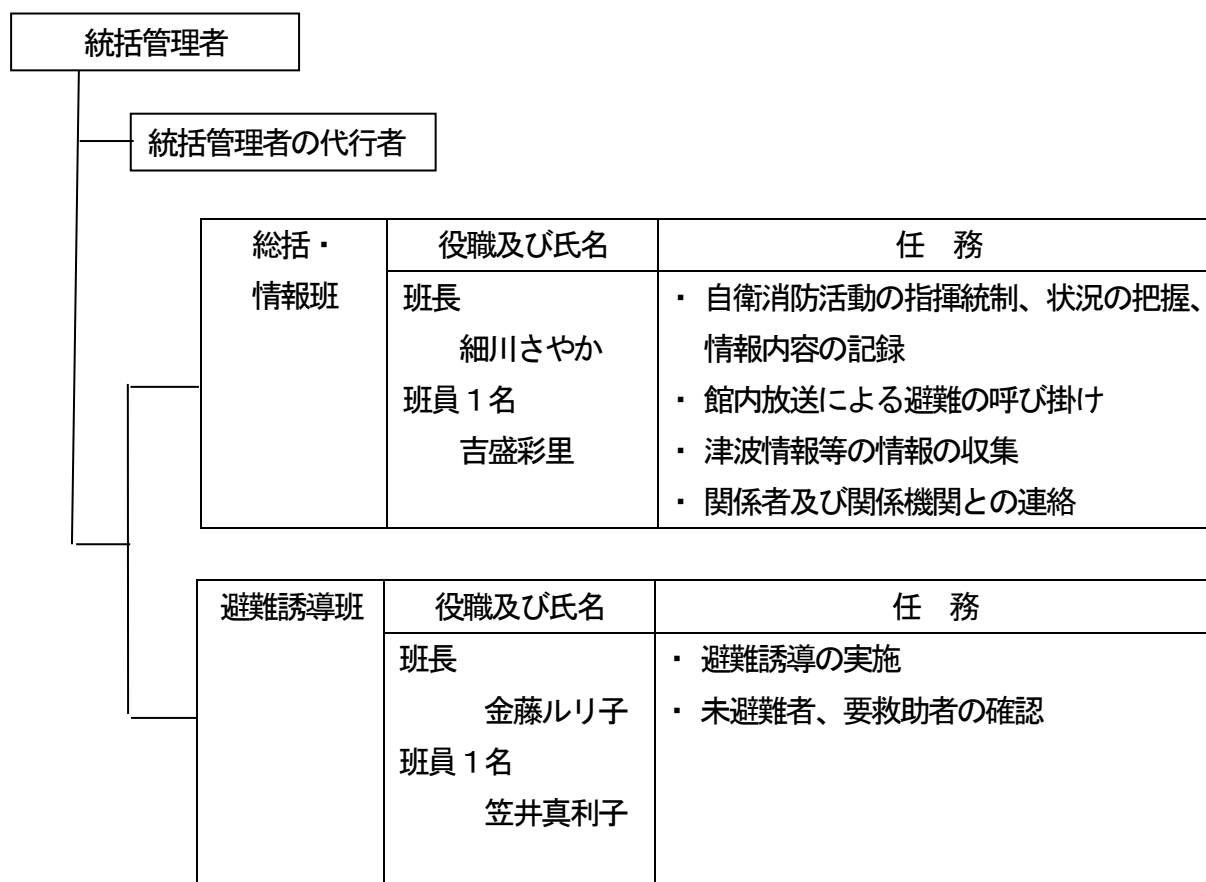 統括管理者
統括管理者の代行者
総括・
情報班
役職及び氏名
任　務
班長
細川さやか
班員１名
吉盛彩里
・ 自衛消防活動の指揮統制、状況の把握、
情報内容の記録
・ 館内放送による避難の呼び掛け
・ 津波情報等の情報の収集
・ 関係者及び関係機関との連絡
避難誘導班
役職及び氏名
任　務
班長
金藤ルリ子
班員１名
笠井真利子
・ 避難誘導の実施
・ 未避難者、要救助者の確認